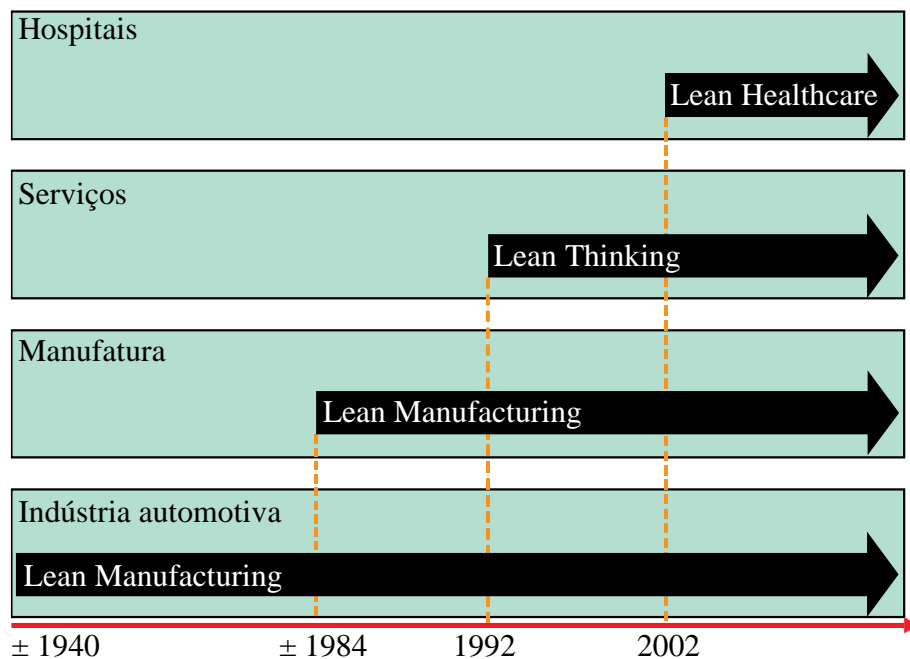 Hospitais
Lean Healthcare
Serviços
Lean Thinking
Manufatura
Lean Manufacturing
Indústria automotiva
Lean Manufacturing
± 1940 ± 1984 1992 2002